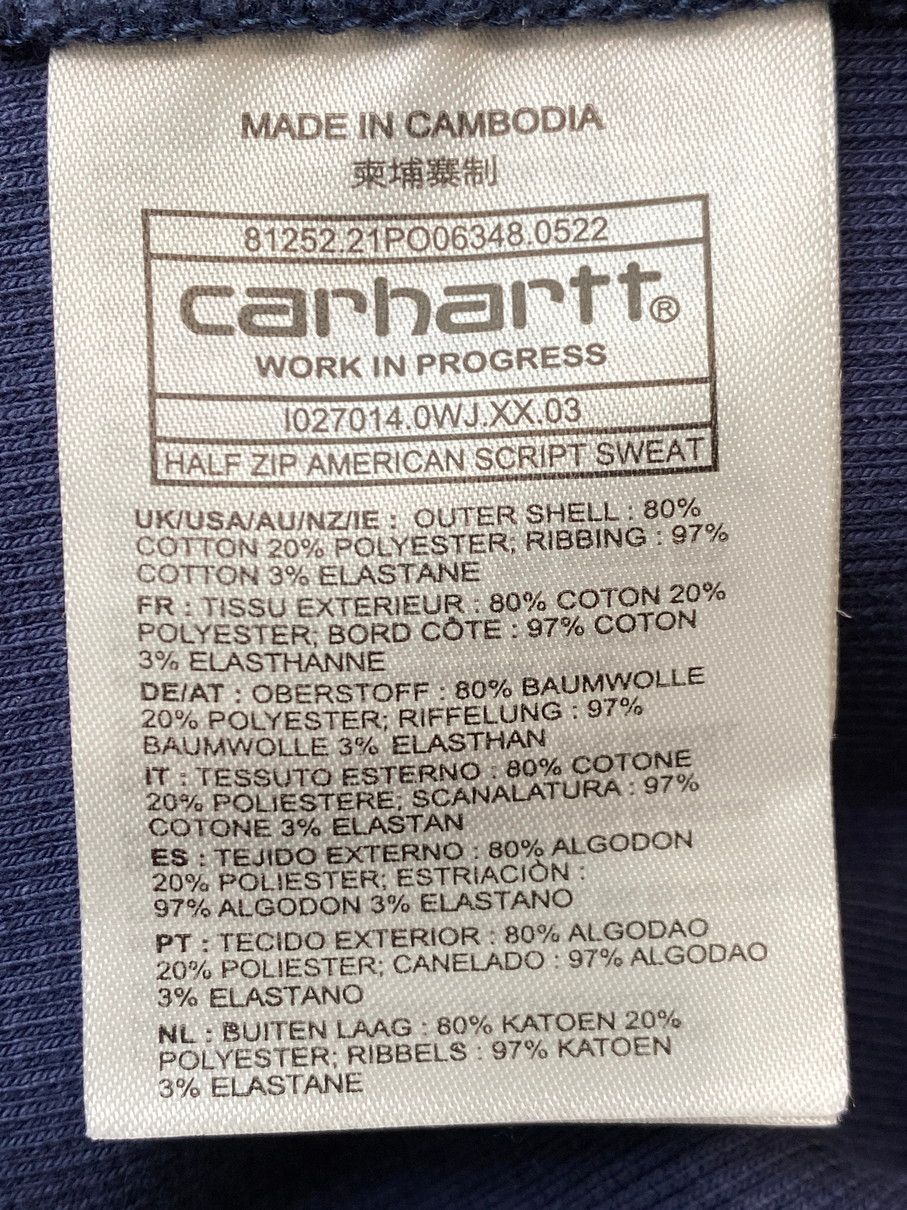 MADE IN CAMBODIA
柬埔寨制
81252.21PO06348.0522
carhartt®
WORK IN PROGRESS
I027014.0WJ.XX.03
HALF ZIP AMERICAN SCRIPT SWEAT
UK/USA/AU/NZ/IE : OUTER SHELL : 80%
COTTON 20% POLYESTER; RIBBING : 97%
COTTON 3% ELASTANE
FR : TISSU EXTERIEUR : 80% COTON 20%
POLYESTER; BORD CÔTE : 97% COTON
3% ELASTHANNE
DE/AT : OBERSTOFF : 80% BAUMWOLLE
20% POLYESTER; RIFFELUNG : 97%
BAUMWOLLE 3% ELASTHAN
IT : TESSUTO ESTERNO : 80% COTONE
20% POLIESTERE; SCANALATURA : 97%
COTONE 3% ELASTAN
ES : TEJIDO EXTERNO : 80% ALGODON
20% POLIESTER; ESTRIACIÒN :
97% ALGODON 3% ELASTANO
PT : TECIDO EXTERIOR : 80% ALGODAO
20% POLIESTER; CANELADO : 97% ALGODAO
3% ELASTANO
NL : BUITEN LAAG : 80% KATOEN 20%
POLYESTER; RIBBELS : 97% KATOEN
3% ELASTANE